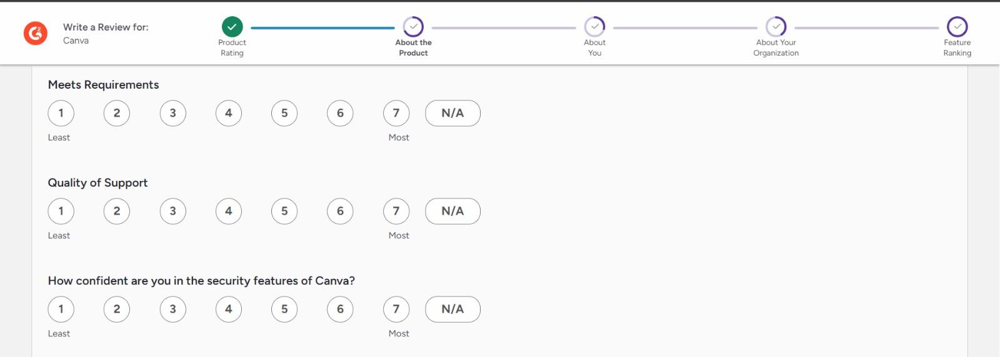 Write a Review for:
Canva
Product
Rating
About the
Product
About
You
About Your
Organization
Feature
Ranking
Meets Requirements
1 2 3 4 5 6 7 N/A
Least Most
Quality of Support
1 2 3 4 5 6 7 N/A
Least Most
How confident are you in the security features of Canva?
1 2 3 4 5 6 7 N/A
Least Most